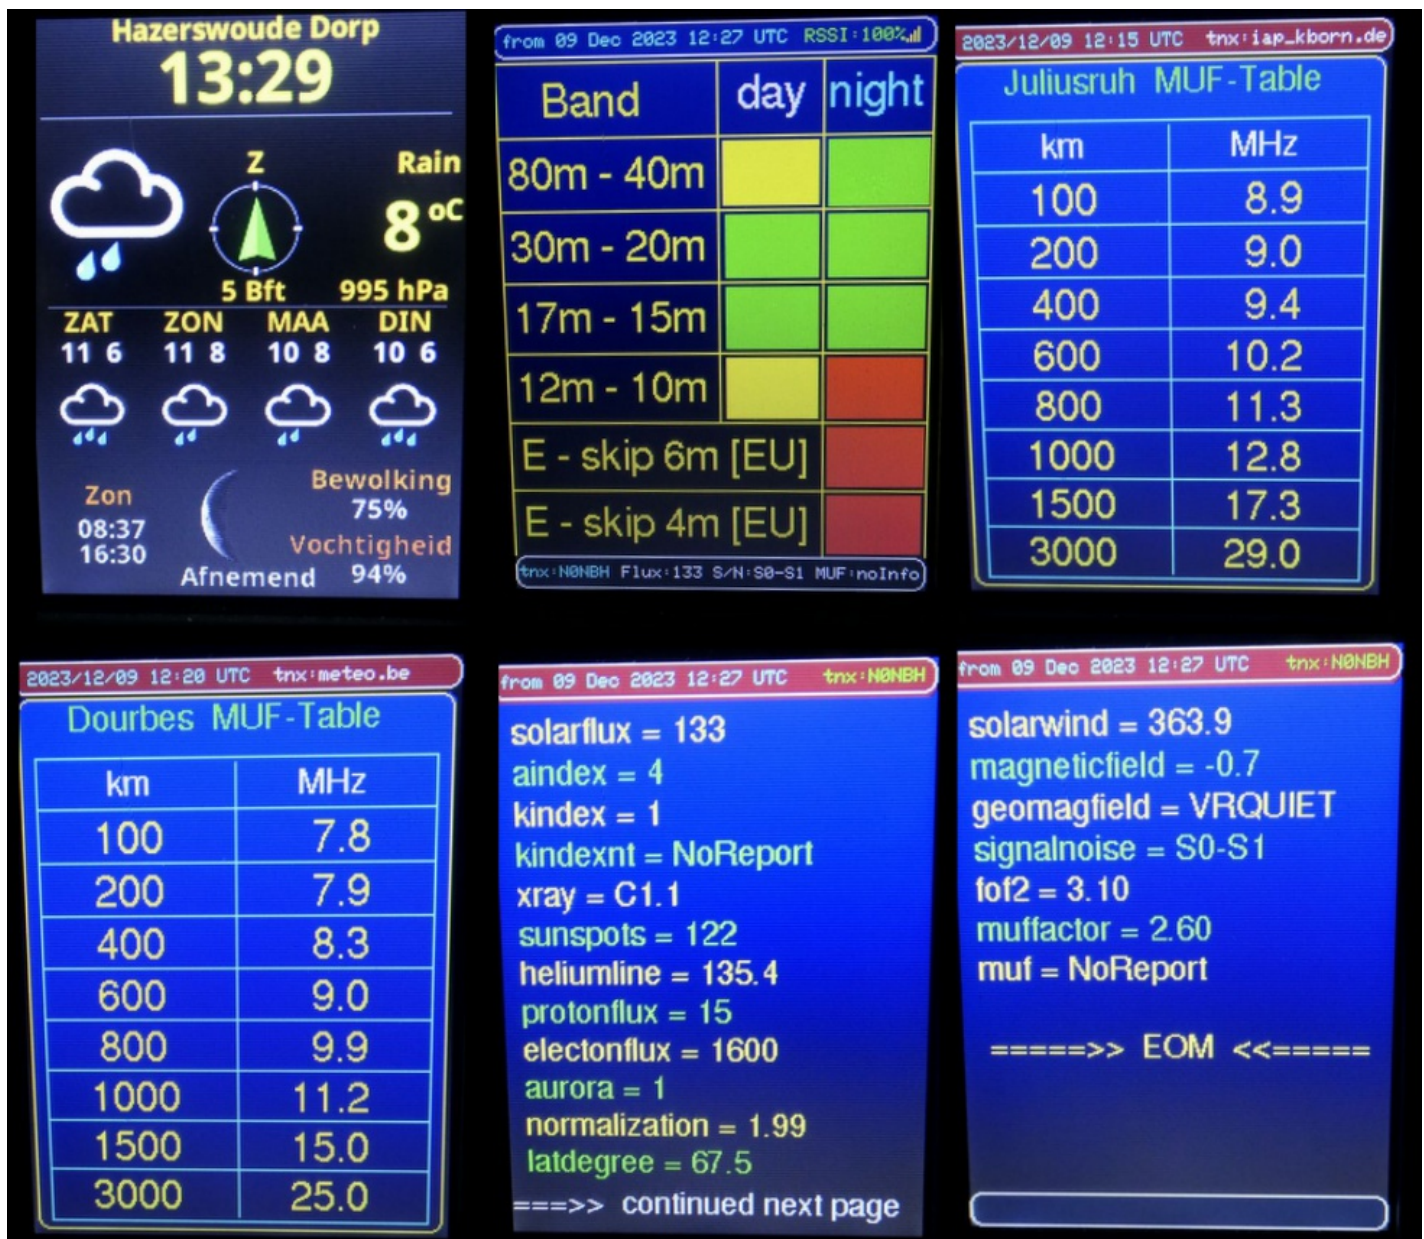 Hazerswoude Dorp
13:29
Z
Rain
8 ºC
5 Bft 995 hPa
ZAT ZON MAA DIN
11 6 11 8 10 8 10 6
Zon
08:37
16:30
Afnemend
Bewolking
75%
Vochtigheid
94%
from 09 Dec 2023 12:27 UTC RSSI:100%
Band day night
80m - 40m
30m - 20m
17m - 15m
12m - 10m
E - skip 6m [EU]
E - skip 4m [EU]
tnx:N0NBH Flux:133 S/N:S0-S1 MUF:noInfo
2023/12/09 12:15 UTC tnx:iap_kborn.de
Juliusruh MUF-Table
km MHz
100 8.9
200 9.0
400 9.4
600 10.2
800 11.3
1000 12.8
1500 17.3
3000 29.0
2023/12/09 12:20 UTC tnx:meteo.be
Dourbes MUF-Table
km MHz
100 7.8
200 7.9
400 8.3
600 9.0
800 9.9
1000 11.2
1500 15.0
3000 25.0
from 09 Dec 2023 12:27 UTC tnx:N0NBH
solarflux = 133
aindex = 4
kindex = 1
kindexnt = NoReport
xray = C1.1
sunspots = 122
heliumline = 135.4
protonflux = 15
electonflux = 1600
aurora = 1
normalization = 1.99
latdegree = 67.5
===>> continued next page
from 09 Dec 2023 12:27 UTC tnx:N0NBH
solarwind = 363.9
magneticfield = -0.7
geomagfield = VRQUIET
signalnoise = S0-S1
fof2 = 3.10
muffactor = 2.60
muf = NoReport
=====>> EOM <<=====